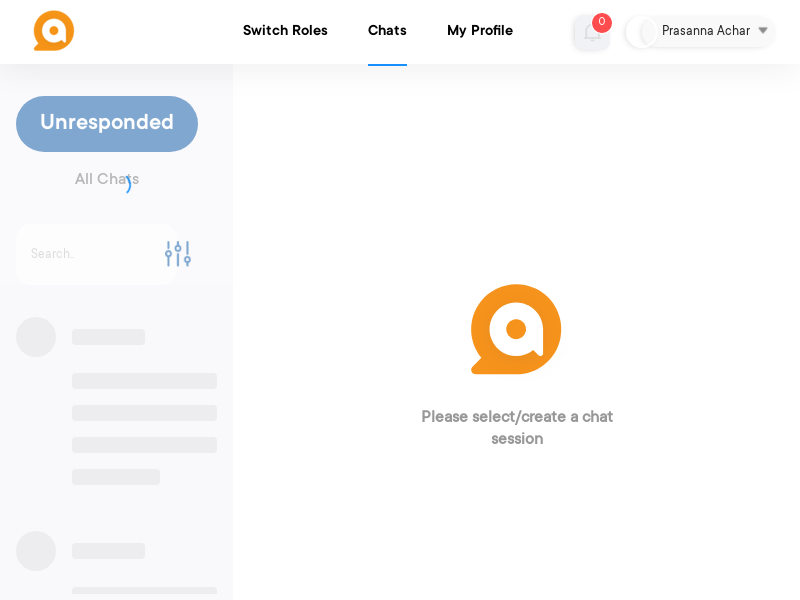 Switch Roles
Chats
My Profile
0
Prasanna Achar
Unresponded
All Chats
Search..
Please select/create a chat
session